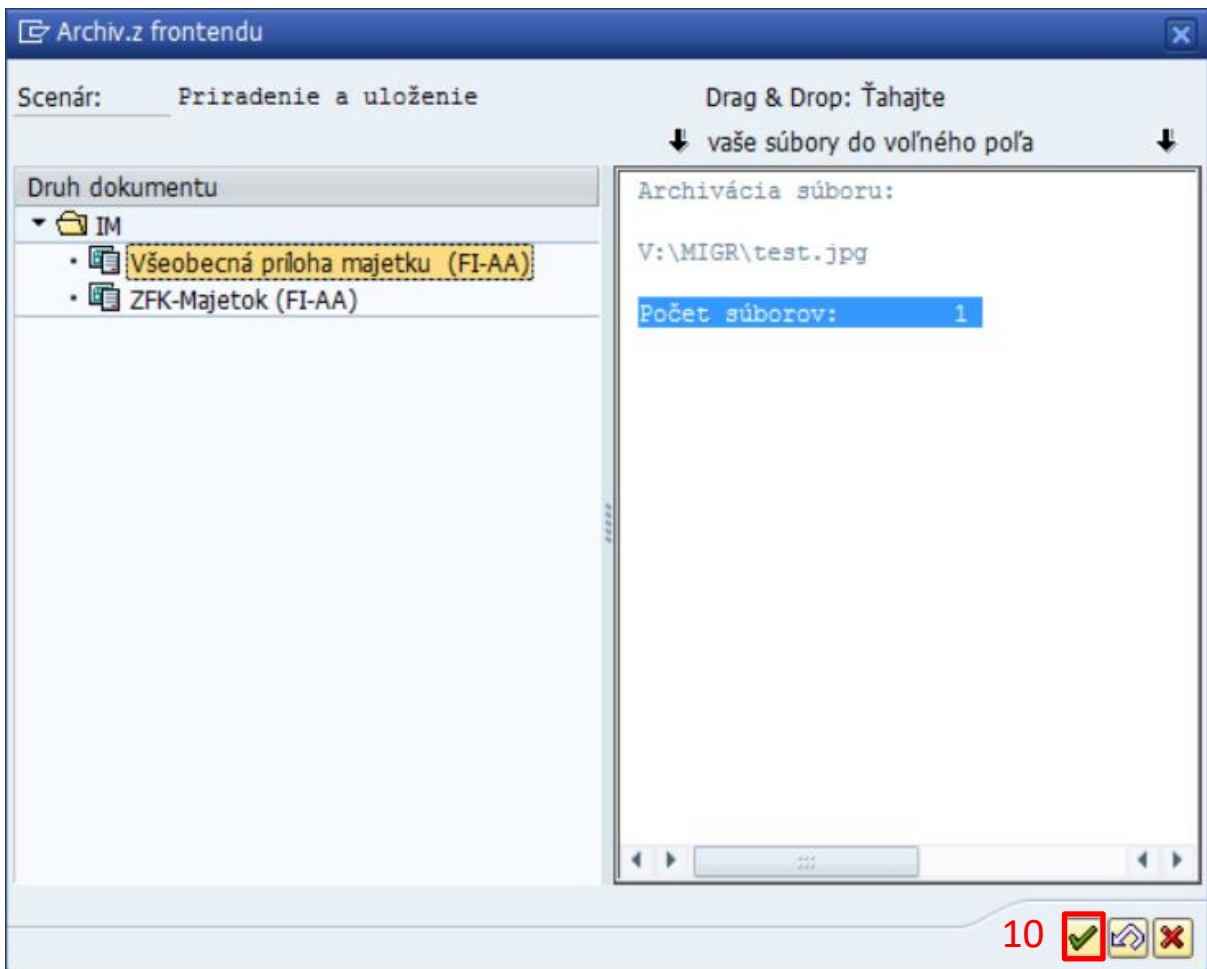 Archiv.z frontendu
Scenár: Priradenie a uloženie
Drag & Drop: Ťahajte
vaše súbory do voľného poľa
Druh dokumentu
IM
Všeobecná príloha majetku (FI-AA)
ZFK-Majetok (FI-AA)
Archivácia súboru:
V:\MIGR\test.jpg
Počet súborov: 1
10